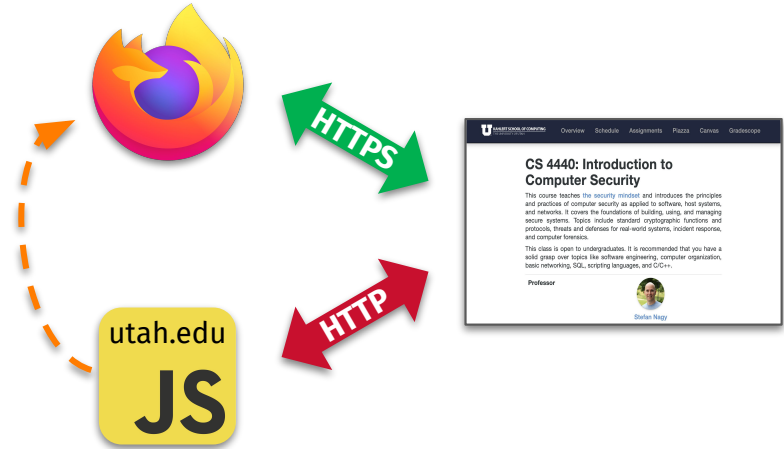 HTTPS
KAHLERT SCHOOL OF COMPUTING
Overview Schedule Assignments Piazza Canvas Gradescope
CS 4440: Introduction to
Computer Security
This course teaches the security mindset and introduces the principles
and practices of computer security as applied to software, host systems,
and networks. It covers the foundations of building, using, and managing
secure systems. Topics include standard cryptographic functions and
protocols, threats and defenses for real-world systems, incident response,
and computer forensics.
This class is open to undergraduates. It is recommended that you have a
solid grasp over topics like software engineering, computer organization,
basic networking, SQL, scripting languages, and C/C++.
Professor
Stefan Nagy
HTTP
utah.edu
JS